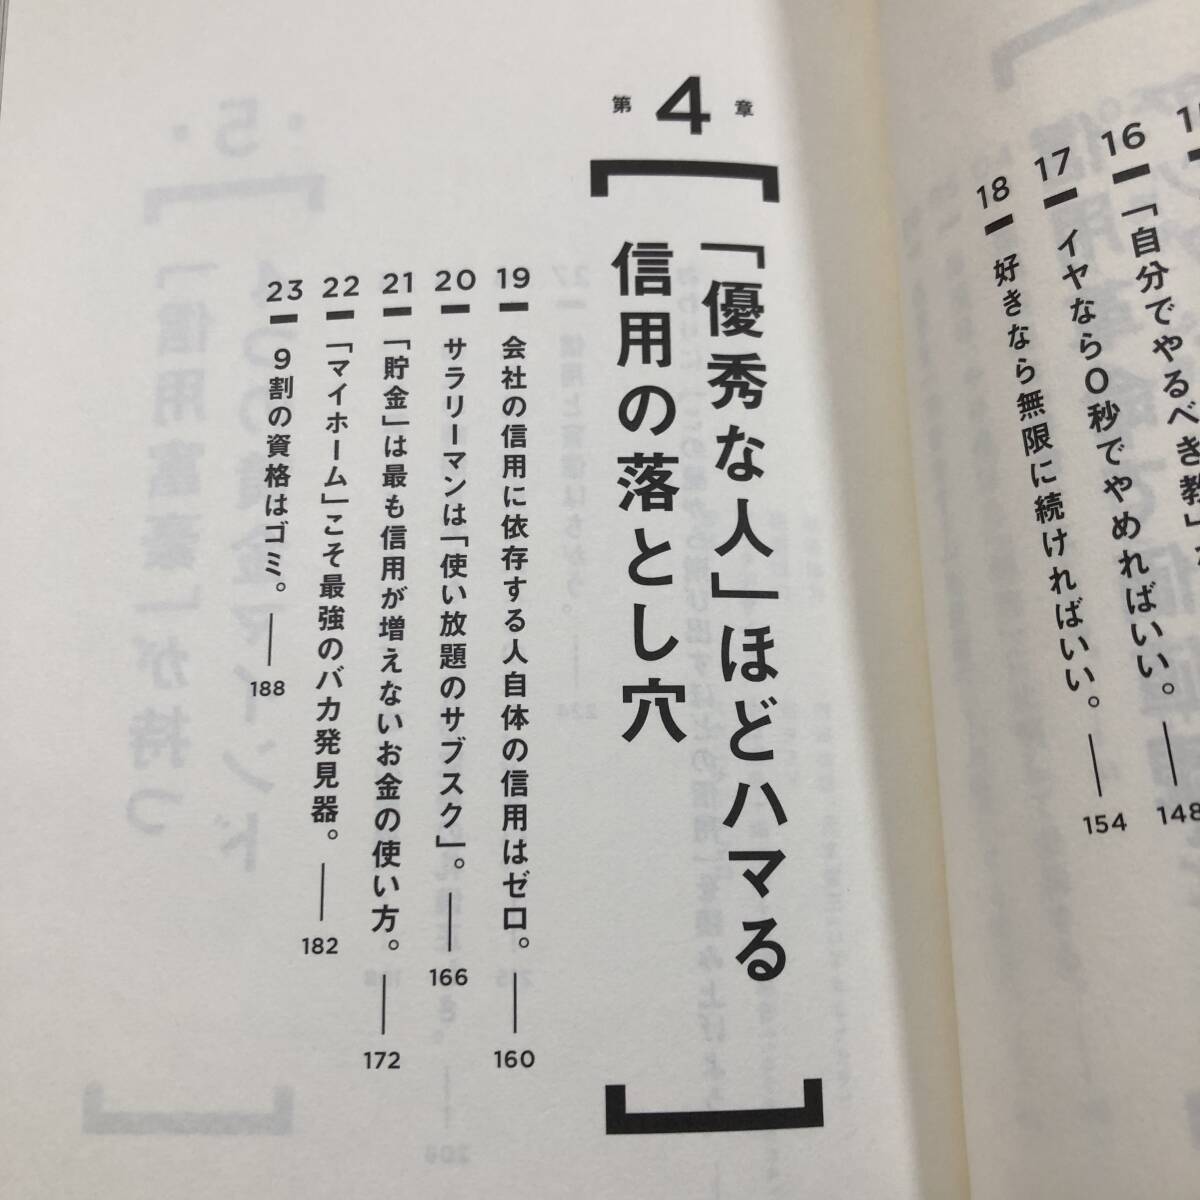 16 「自分でやるべき教」
148
17 イヤなら0秒でやめればいい。 148
18 好きなら無限に続ければいい。 154
第4章
「優秀な人」ほどハマる
信用の落とし穴
19 会社の信用に依存する人自体の信用はゼロ。 160
20 サラリーマンは「使い放題のサブスク」。 166
21 「貯金」は最も信用が増えないお金の使い方。 172
22 「マイホーム」こそ最強のバカ発見器。 182
23 9割の資格はゴミ。 188